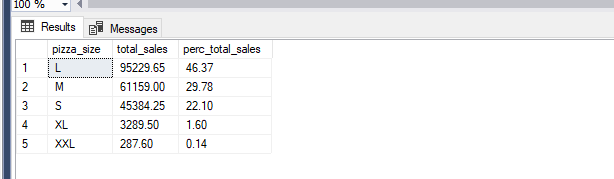 100 %
Results Messages
pizza_size total_sales perc_total_sales
1 L 95229.65 46.37
2 M 61159.00 29.78
3 S 45384.25 22.10
4 XL 3289.50 1.60
5 XXL 287.60 0.14